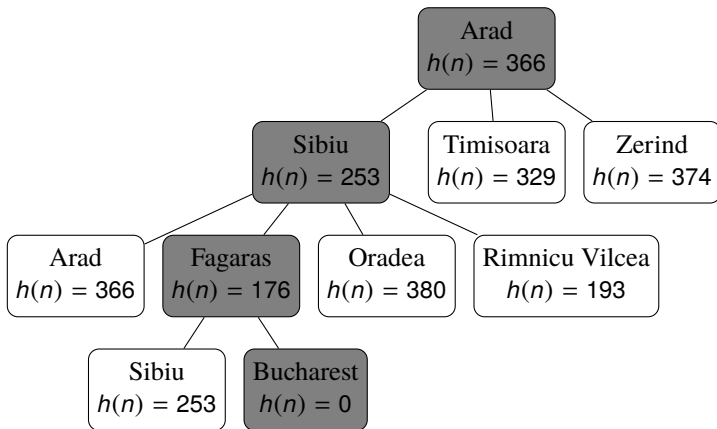 Arad
h(n) = 366
Sibiu
h(n) = 253
Timisoara
h(n) = 329
Zerind
h(n) = 374
Arad
h(n) = 366
Fagaras
h(n) = 176
Oradea
h(n) = 380
Rimnicu Vilcea
h(n) = 193
Sibiu
h(n) = 253
Bucharest
h(n) = 0